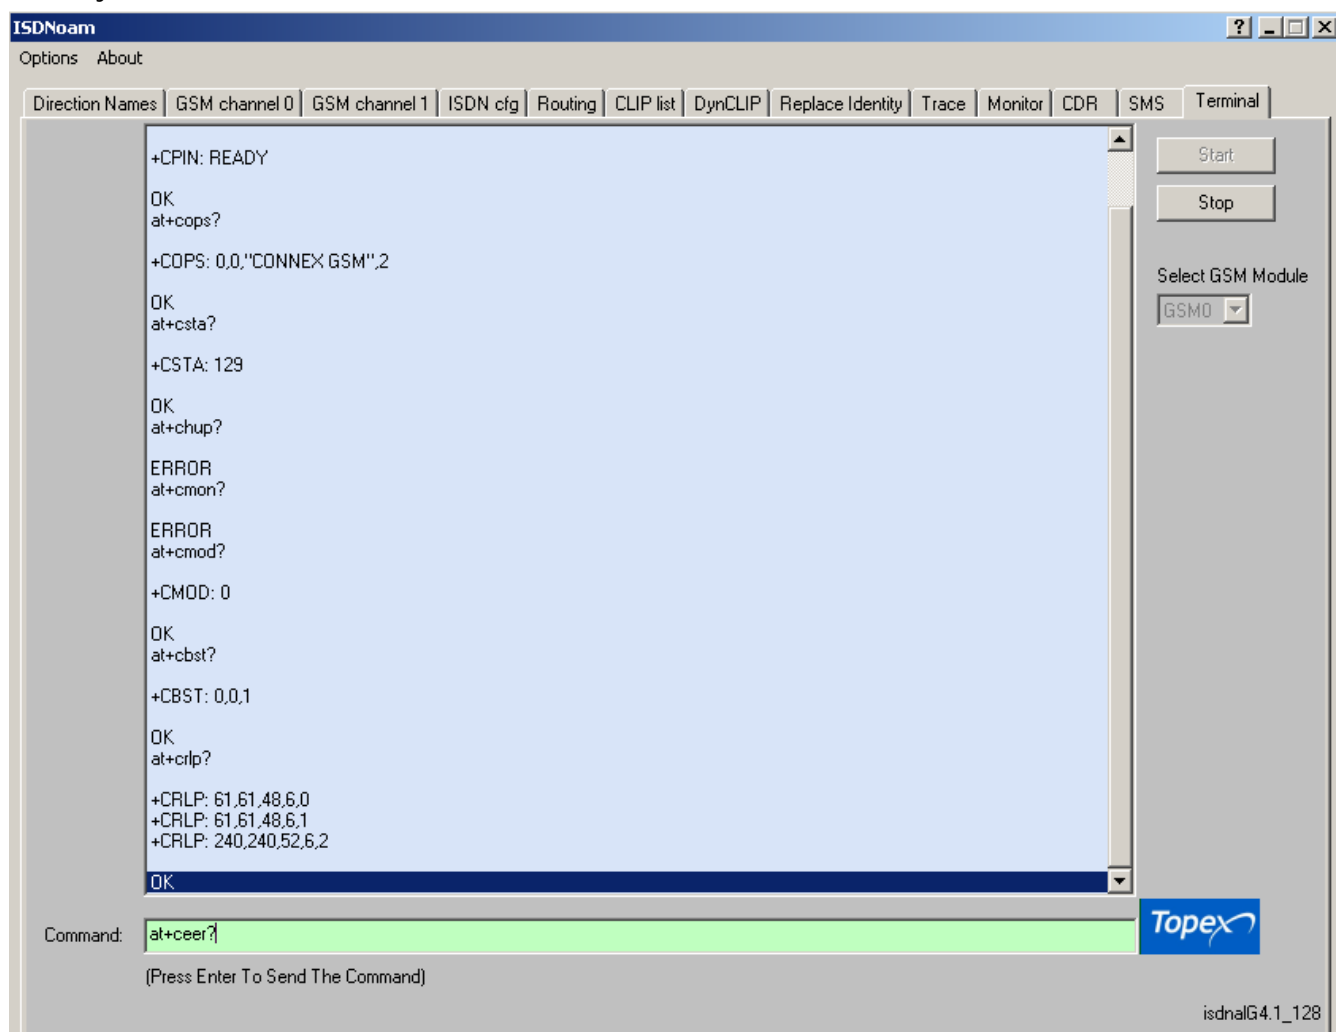 ISDNoam
Options About
Direction Names GSM channel 0 GSM channel 1 ISDN cfg Routing CLIP list DynCLIP Replace Identity Trace Monitor CDR SMS Terminal
+CPIN: READY
OK
at+cops?
+COPS: 0,0,"CONNEX GSM",2
OK
at+csta?
+CSTA: 129
OK
at+chup?
ERROR
at+cmon?
ERROR
at+cmod?
+CMOD: 0
OK
at+cbst?
+CBST: 0,0,1
OK
at+crlp?
+CRLP: 61,61,48,6,0
+CRLP: 61,61,48,6,1
+CRLP: 240,240,52,6,2
OK
Start
Stop
Select GSM Module
GSM0
Command: at+ceer?
(Press Enter To Send The Command)
Topex
isdnalG4.1_128